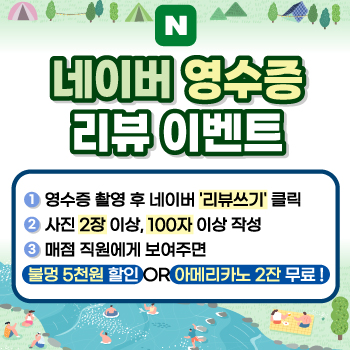 N
네이버 영수증
리뷰 이벤트
1 영수증 촬영 후 네이버 '리뷰쓰기' 클릭
2 사진 2장 이상, 100자 이상 작성
3 매점 직원에게 보여주면
불멍 5천원 할인 OR 아메리카노 2잔 무료 !